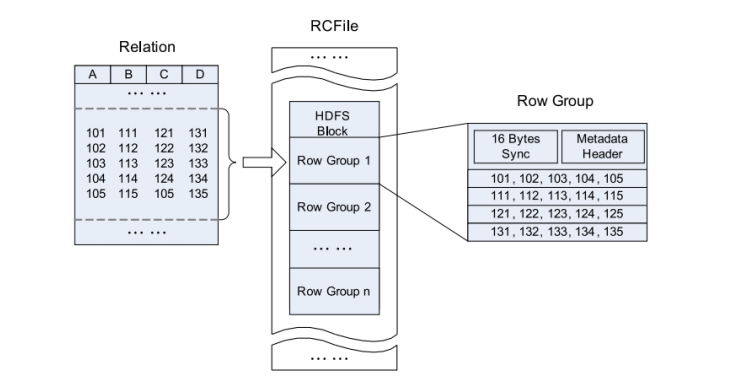 RCFile
Relation
A B C D
... ...
101 111 121 131
102 112 122 132
103 113 123 133
104 114 124 134
105 115 105 135
... ...
... ...
HDFS
Block
Row Group 1
Row Group 2
... ...
Row Group n
... ...
Row Group
16 Bytes
Sync
Metadata
Header
101, 102, 103, 104, 105
111, 112, 113, 114, 115
121, 122, 123, 124, 125
131, 132, 133, 134, 135